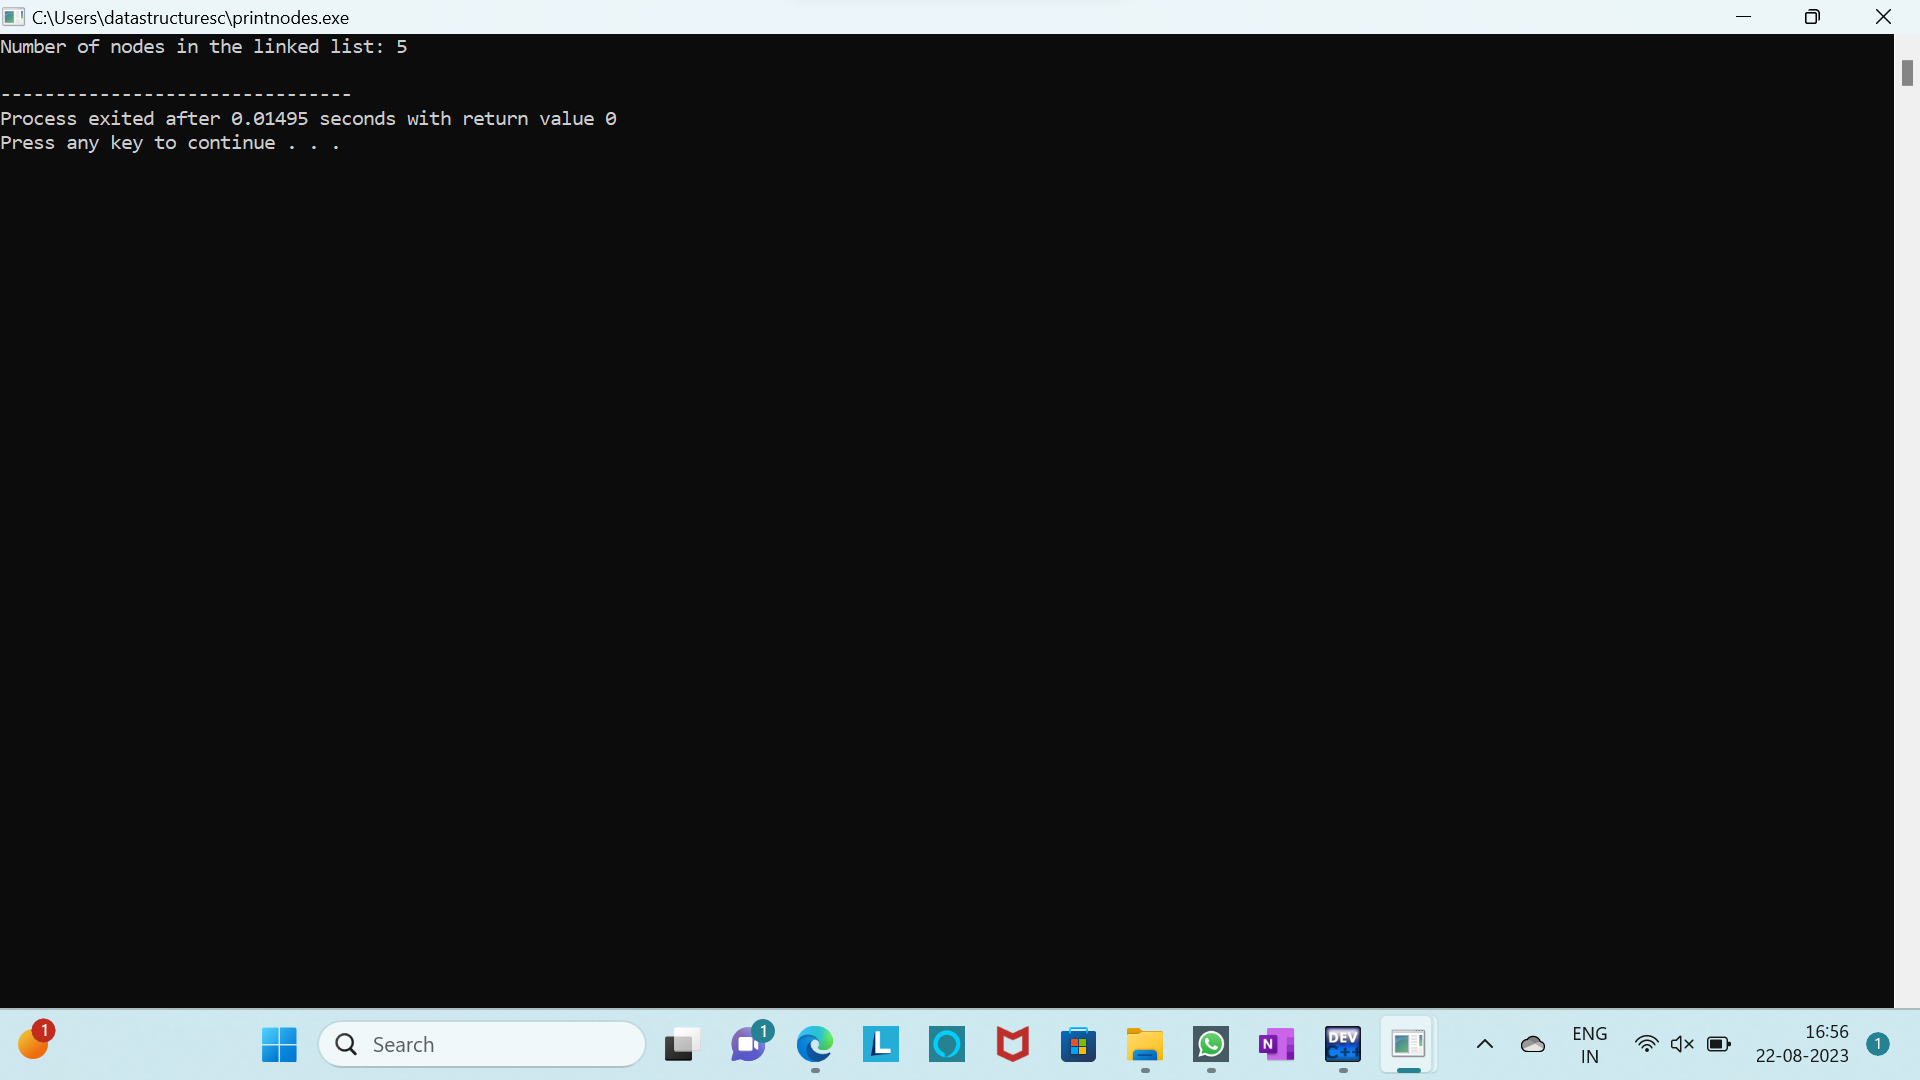 C:\Users\datastructuresc\printnodes.exe
Number of nodes in the linked list: 5
--------------------------------
Process exited after 0.01495 seconds with return value 0
Press any key to continue . . .
1
Search
1
L
N
DEV
C++
ENG
IN
16:56
22-08-2023
1